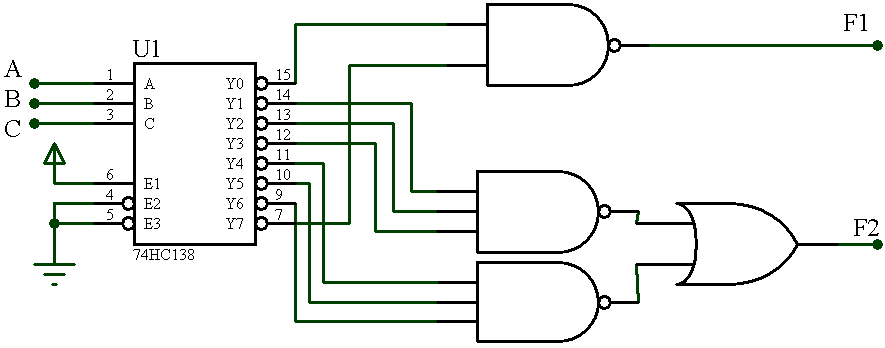 F1
U1
A
B
C
1 A Y0 15
2 B Y1 14
3 C Y2 13
Y3 12
Y4 11
6 E1 Y5 10
4 E2 Y6 9
5 E3 Y7 7
74HC138
F2